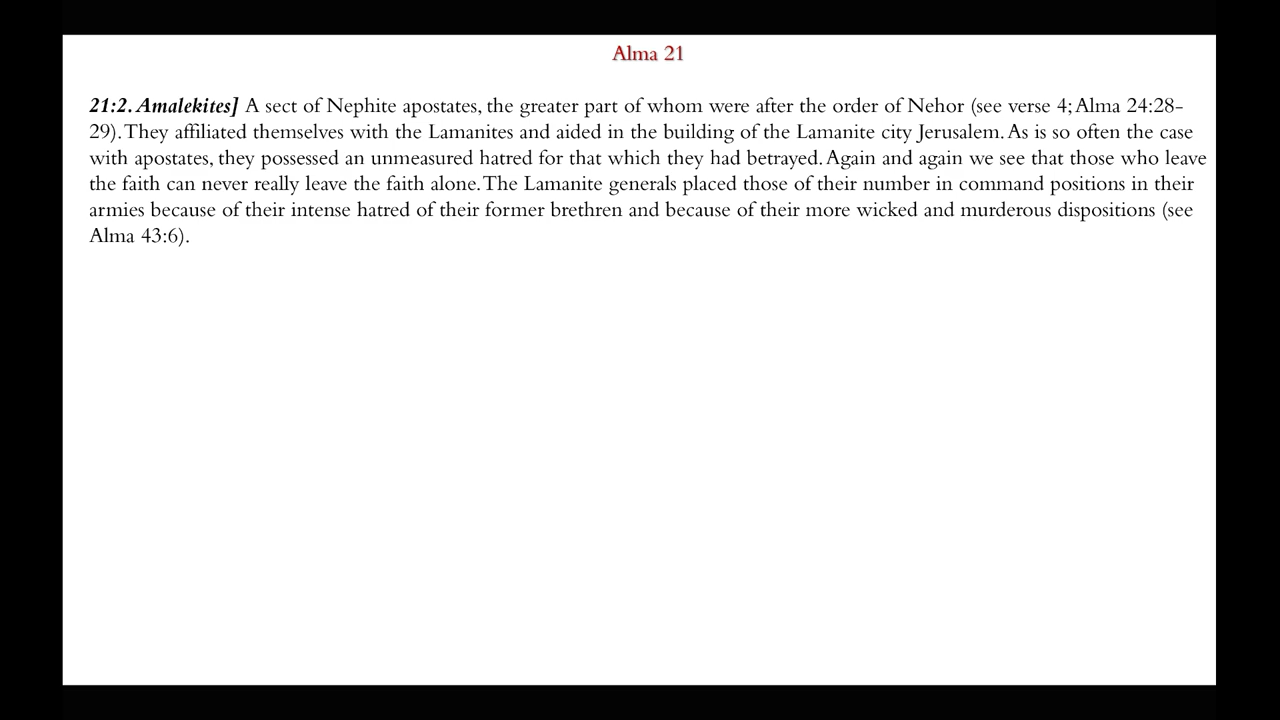 Alma 21
21:2. Amalekites] A sect of Nephite apostates, the greater part of whom were after the order of Nehor (see verse 4; Alma 24:28–
29). They affiliated themselves with the Lamanites and aided in the building of the Lamanite city Jerusalem. As is so often the case
with apostates, they possessed an unmeasured hatred for that which they had betrayed. Again and again we see that those who leave
the faith can never really leave the faith alone. The Lamanite generals placed those of their number in command positions in their
armies because of their intense hatred of their former brethren and because of their more wicked and murderous dispositions (see
Alma 43:6).